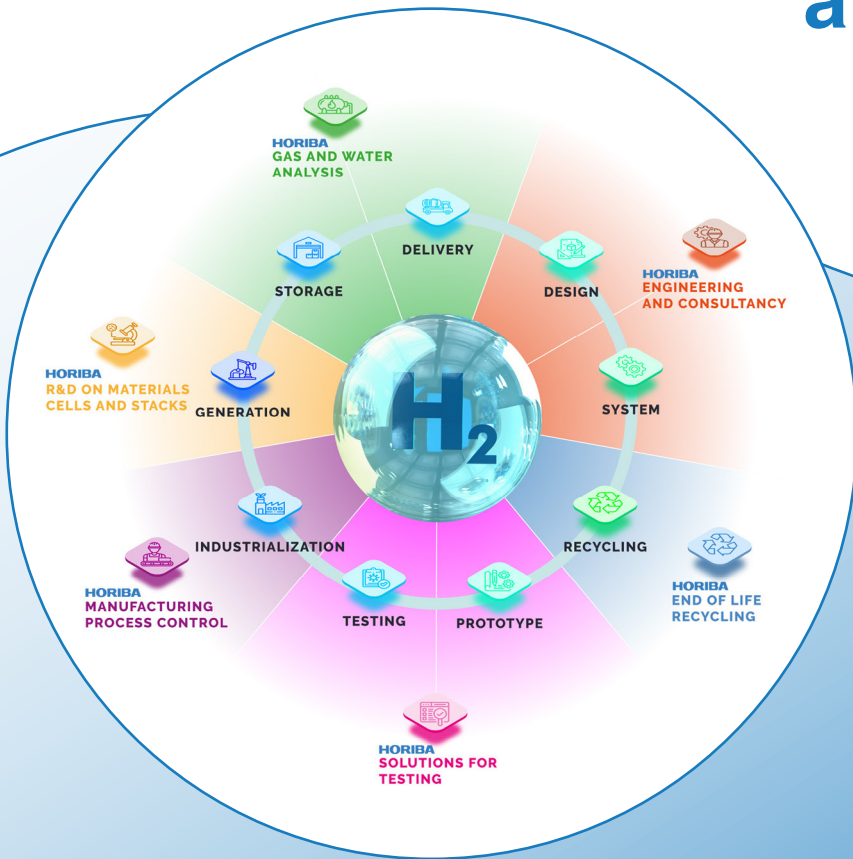 a
HORIBA
GAS AND WATER
ANALYSIS
DELIVERY
STORAGE
DESIGN
HORIBA
ENGINEERING
AND CONSULTANCY
HORIBA
R&D ON MATERIALS
CELLS AND STACKS
GENERATION
SYSTEM
H2
INDUSTRIALIZATION
RECYCLING
HORIBA
MANUFACTURING
PROCESS CONTROL
TESTING
PROTOTYPE
HORIBA
END OF LIFE
RECYCLING
HORIBA
SOLUTIONS FOR
TESTING